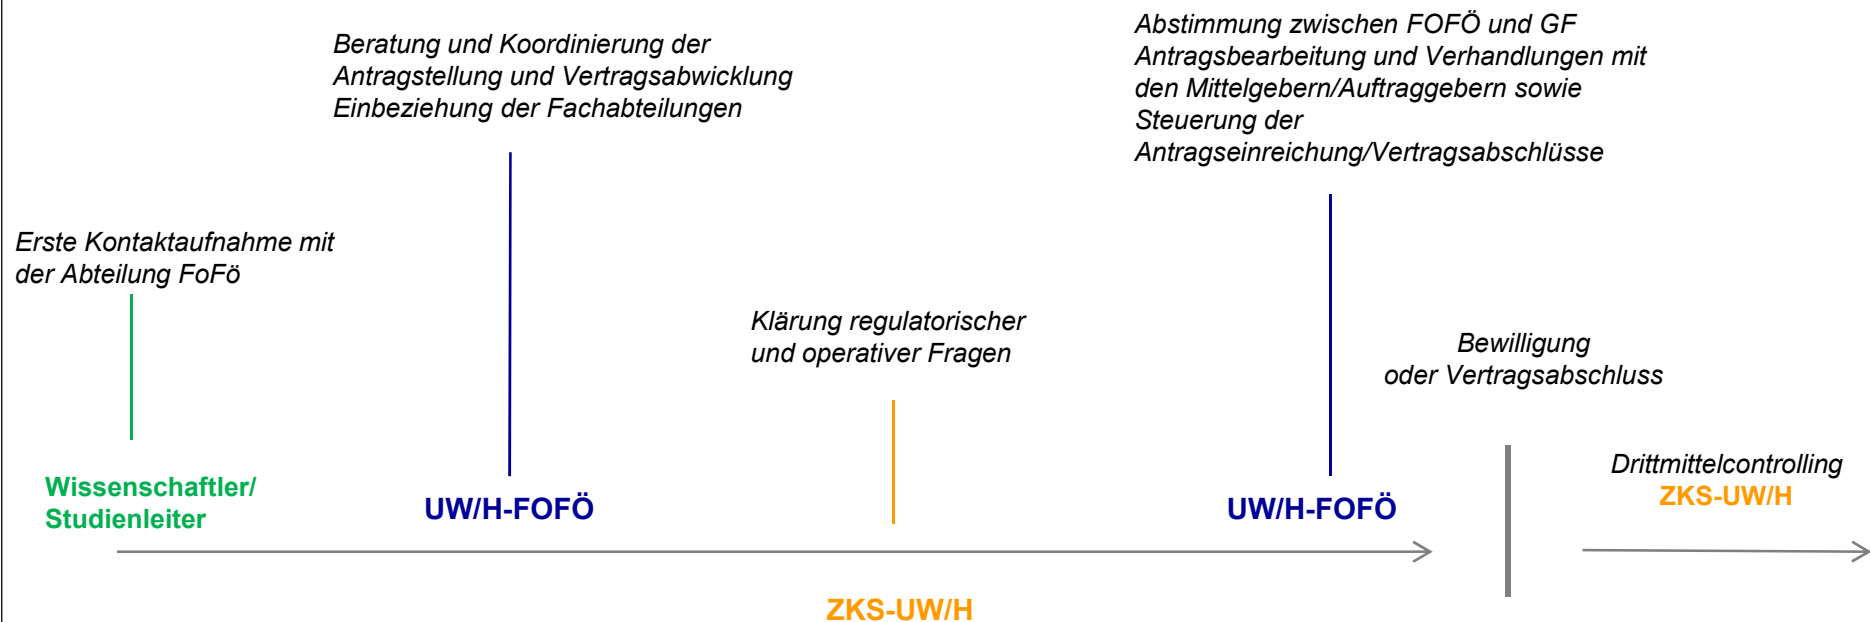 Erste Kontaktaufnahme mit
der Abteilung FoFö
Wissenschaftler/
Studienleiter
Beratung und Koordinierung der
Antragstellung und Vertragsabwicklung
Einbeziehung der Fachabteilungen
UW/H-FOFÖ
Klärung regulatorischer
und operativer Fragen
ZKS-UW/H
Abstimmung zwischen FOFÖ und GF
Antragsbearbeitung und Verhandlungen mit
den Mittelgebern/Auftraggebern sowie
Steuerung der
Antragseinreichung/Vertragsabschlüsse
UW/H-FOFÖ
Bewilligung
oder Vertragsabschluss
Drittmittelcontrolling
ZKS-UW/H